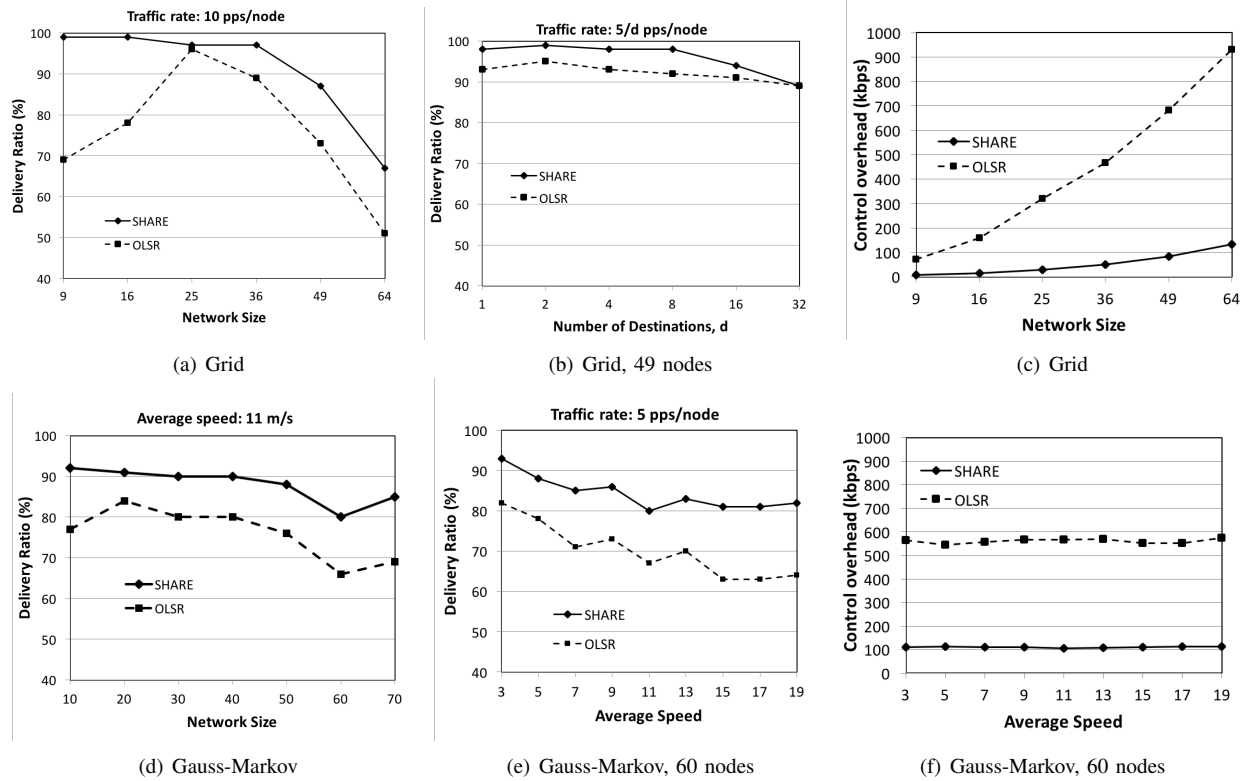 Traffic rate: 10 pps/node
Delivery Ratio (%)
100
90
80
70
60
50
40
SHARE
OLSR
9 16 25 36 49 64
Network Size
(a) Grid
Traffic rate: 5/d pps/node
Delivery Ratio (%)
100
90
80
70
60
50
40
SHARE
OLSR
1 2 4 8 16 32
Number of Destinations, d
(b) Grid, 49 nodes
Control overhead (kbps)
1000
900
800
700
600
500
400
300
200
100
0
SHARE
OLSR
9 16 25 36 49 64
Network Size
(c) Grid
Average speed: 11 m/s
Delivery Ratio (%)
100
90
80
70
60
50
40
SHARE
OLSR
10 20 30 40 50 60 70
Network Size
(d) Gauss-Markov
Traffic rate: 5 pps/node
Delivery Ratio (%)
100
90
80
70
60
50
40
SHARE
OLSR
3 5 7 9 11 13 15 17 19
Average Speed
(e) Gauss-Markov, 60 nodes
Control overhead (kbps)
1000
900
800
700
600
500
400
300
200
100
0
SHARE
OLSR
3 5 7 9 11 13 15 17 19
Average Speed
(f) Gauss-Markov, 60 nodes